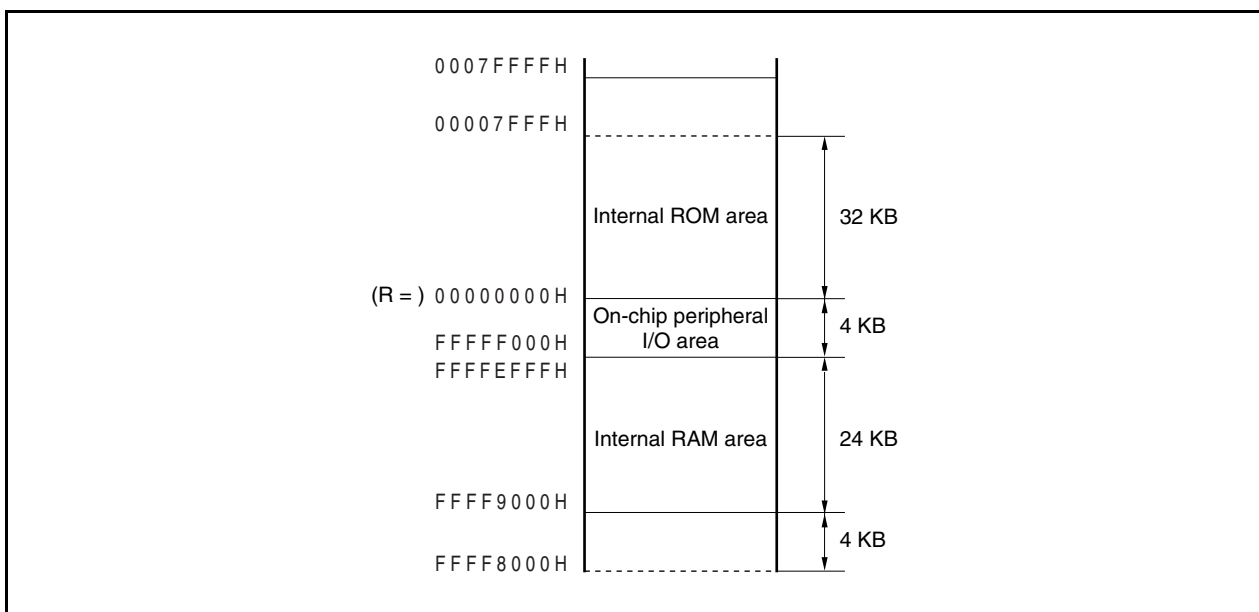 0007FFFFH
00007FFFH
Internal ROM area
32 KB
(R = ) 00000000H
On-chip peripheral
I/O area
4 KB
FFFFF000H
FFFFEFFFH
Internal RAM area
24 KB
FFFF9000H
4 KB
FFFF8000H